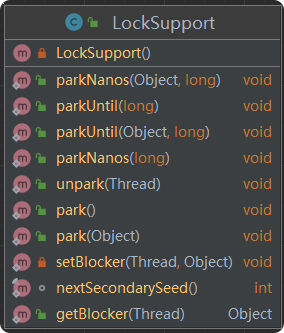 LockSupport
LockSupport()
parkNanos(Object, long) void
parkUntil(long) void
parkUntil(Object, long) void
parkNanos(long) void
unpark(Thread) void
park() void
park(Object) void
setBlocker(Thread, Object) void
nextSecondarySeed() int
getBlocker(Thread) Object